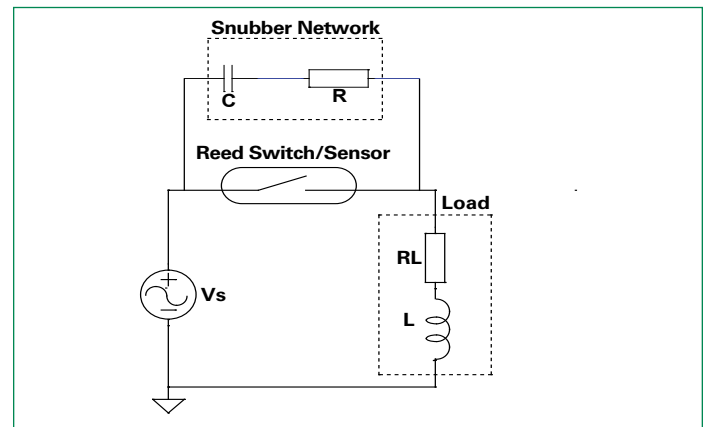 Snubber Network
C
R
Reed Switch/Sensor
Load
RL
Vs
L